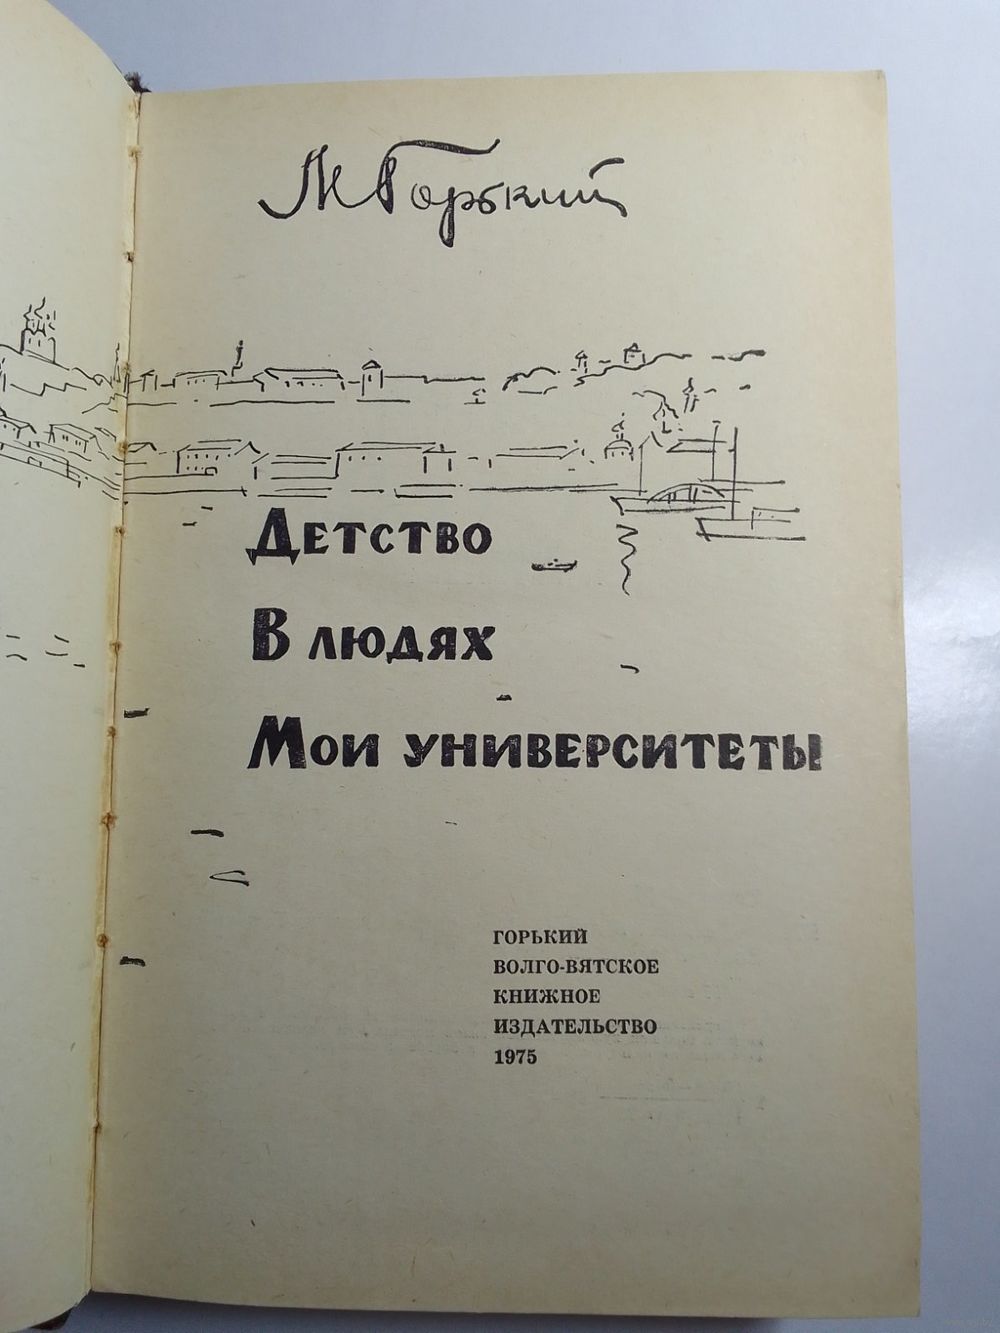 М Горький
Детство
В людях
Мои университеты
ГОРЬКИЙ
ВОЛГО-ВЯТСКОЕ
КНИЖНОЕ
ИЗДАТЕЛЬСТВО
1975